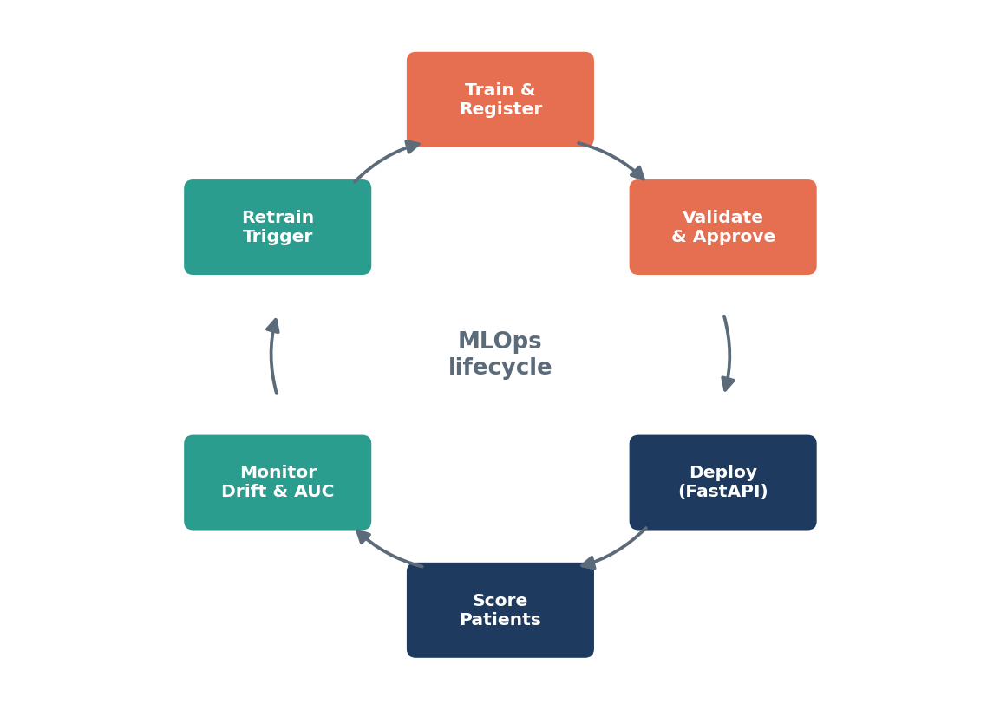 Train &
Register
Validate
& Approve
Deploy
(FastAPI)
Score
Patients
Monitor
Drift & AUC
Retrain
Trigger
MLOps
lifecycle